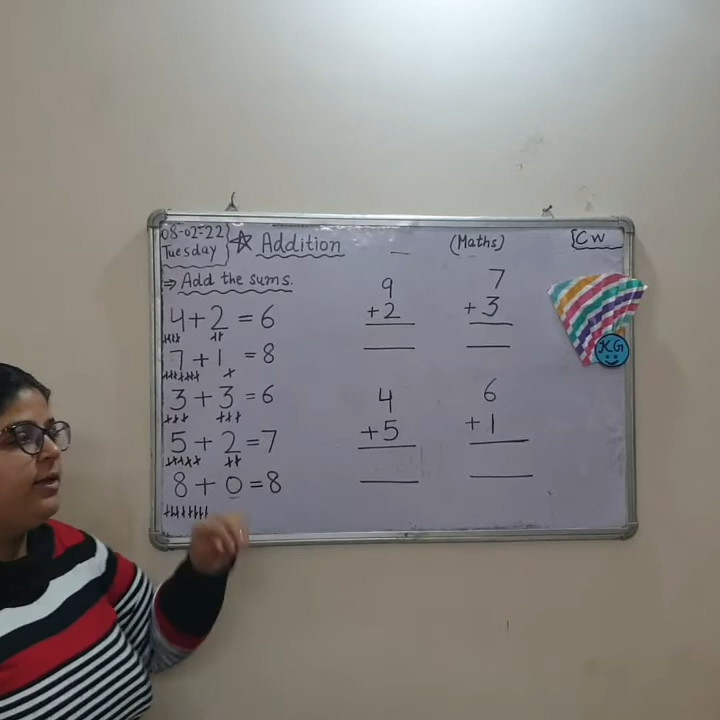 08-02-22
Tuesday
☆ Addition
(Maths)
CW
⇒ Add the sums.
4+2 = 6
7+1 = 8
3+3 = 6
5+2 = 7
8+0 = 8
9
+2
7
+3
4
+5
6
+1
KG